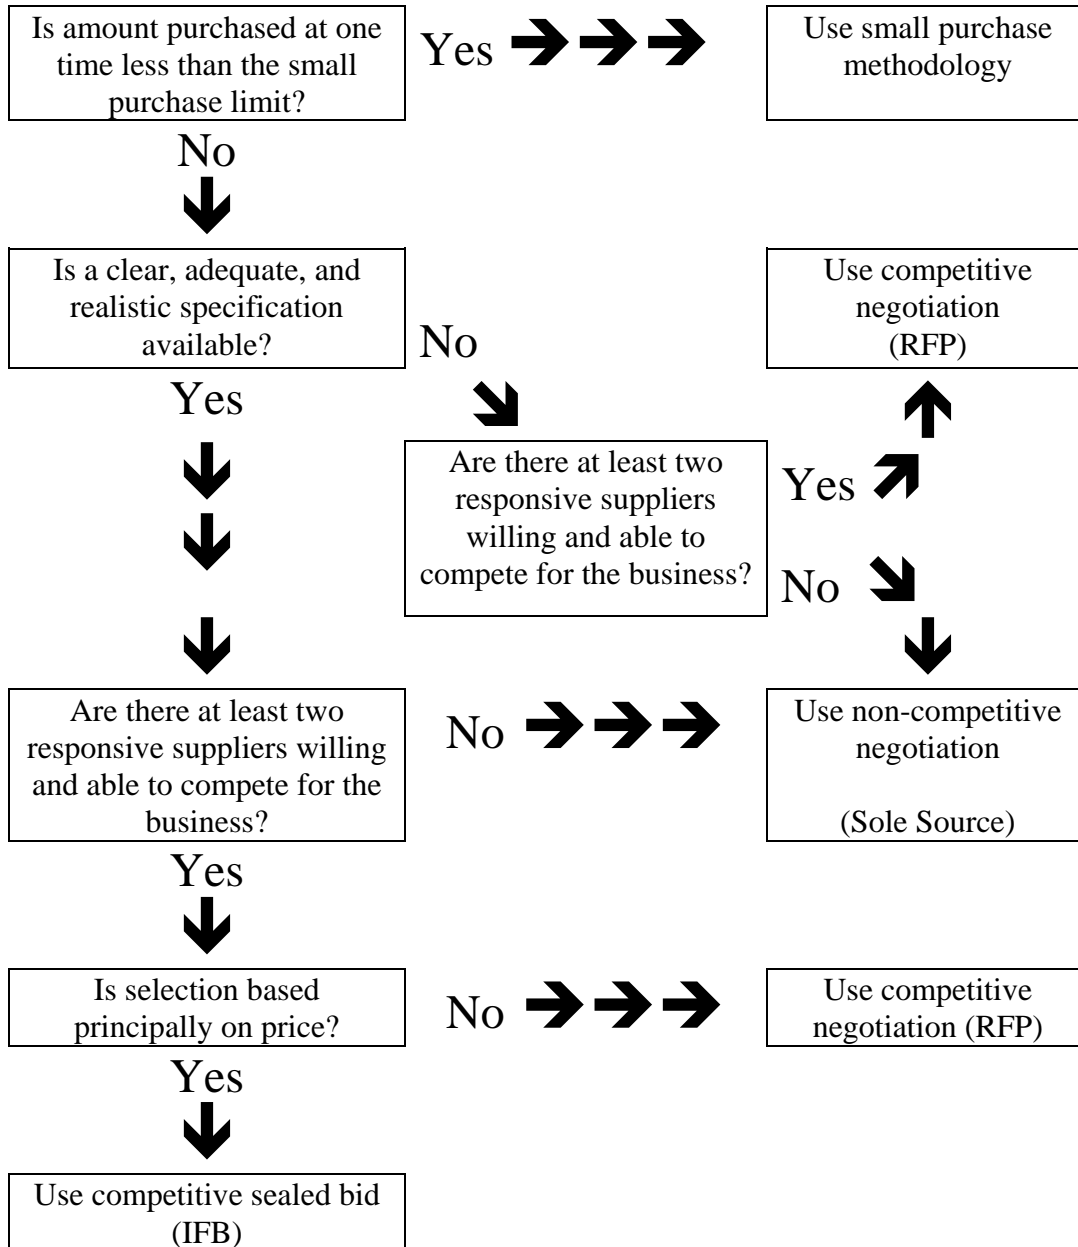 Is amount purchased at one
time less than the small
purchase limit?
Yes
Use small purchase
methodology
No
Is a clear, adequate, and
realistic specification
available?
No
Use competitive
negotiation
(RFP)
Yes
Are there at least two
responsive suppliers
willing and able to
compete for the business?
Yes
No
Are there at least two
responsive suppliers willing
and able to compete for the
business?
No
Use non-competitive
negotiation
(Sole Source)
Yes
Is selection based
principally on price?
No
Use competitive
negotiation (RFP)
Yes
Use competitive sealed bid
(IFB)